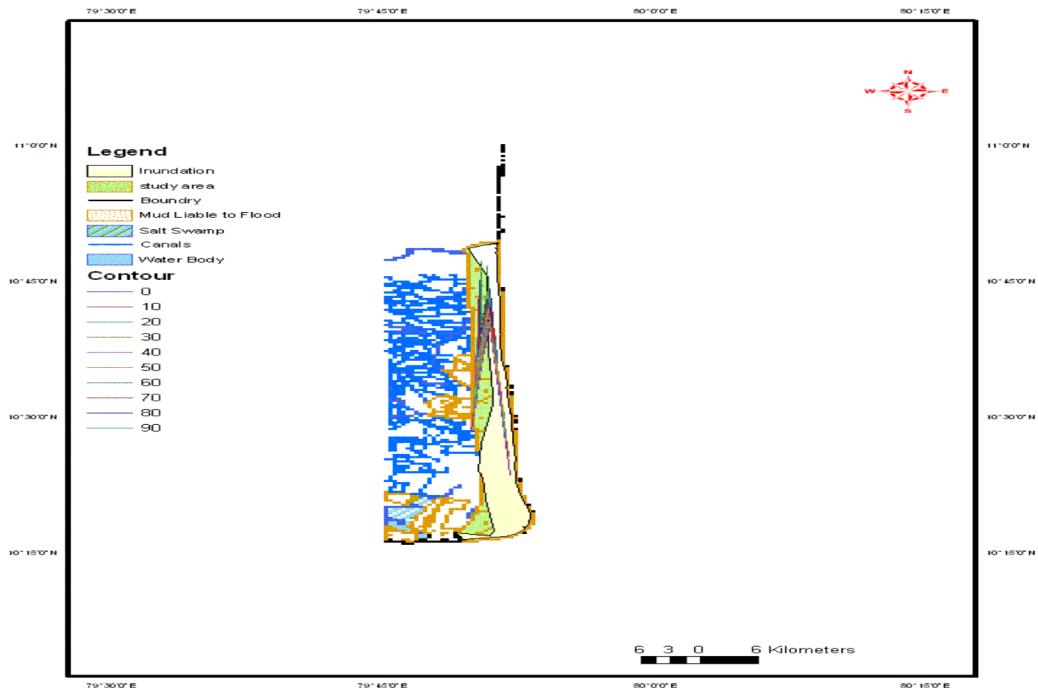 79°30'0"E 79°45'0"E 80°0'0"E 80°15'0"E
N
W E
S
11°0'0"N 11°0'0"N
Legend
Inundation
study area
Boundry
Mud Liable to Flood
Salt Swamp
Canals
Water Body
Contour
0
10
20
30
40
50
60
70
80
90
10°45'0"N 10°45'0"N
10°30'0"N 10°30'0"N
10°15'0"N 10°15'0"N
6 3 0 6 Kilometers
79°30'0"E 79°45'0"E 80°0'0"E 80°15'0"E